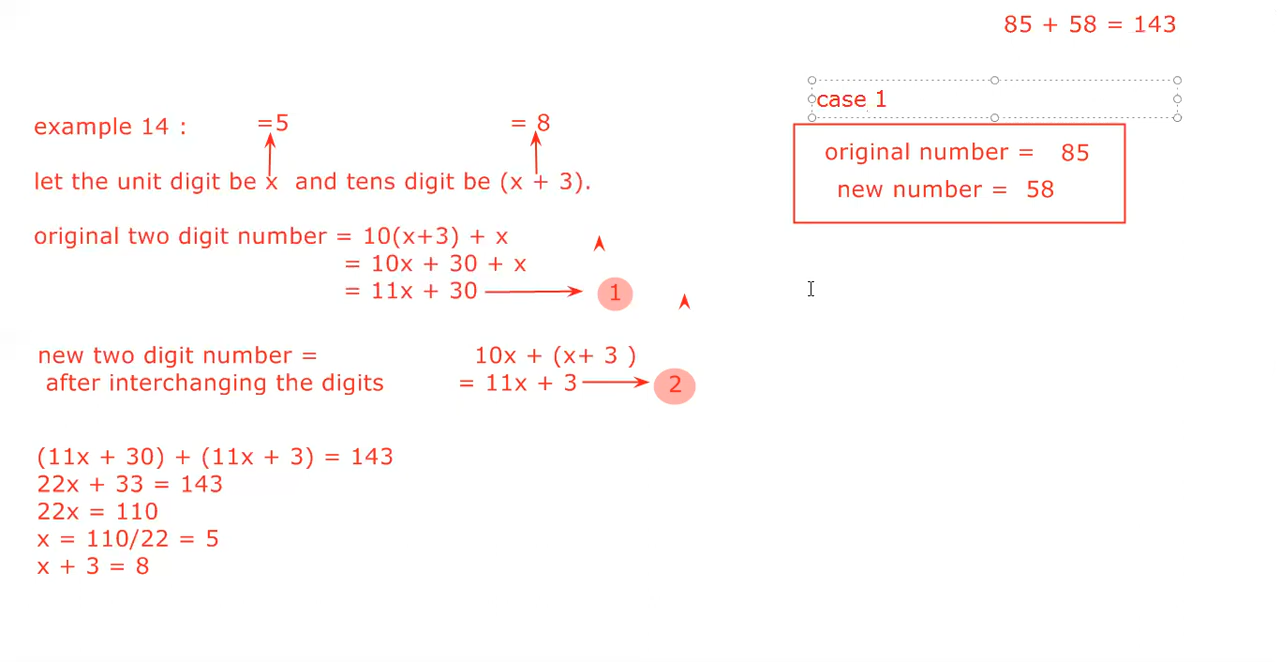 85 + 58 = 143
case 1
original number = 85
new number = 58
example 14 : =5 = 8
let the unit digit be x and tens digit be (x + 3).
original two digit number = 10(x+3) + x
= 10x + 30 + x
= 11x + 30 1
new two digit number = 10x + (x+ 3 )
after interchanging the digits = 11x + 3 2
(11x + 30) + (11x + 3) = 143
22x + 33 = 143
22x = 110
x = 110/22 = 5
x + 3 = 8